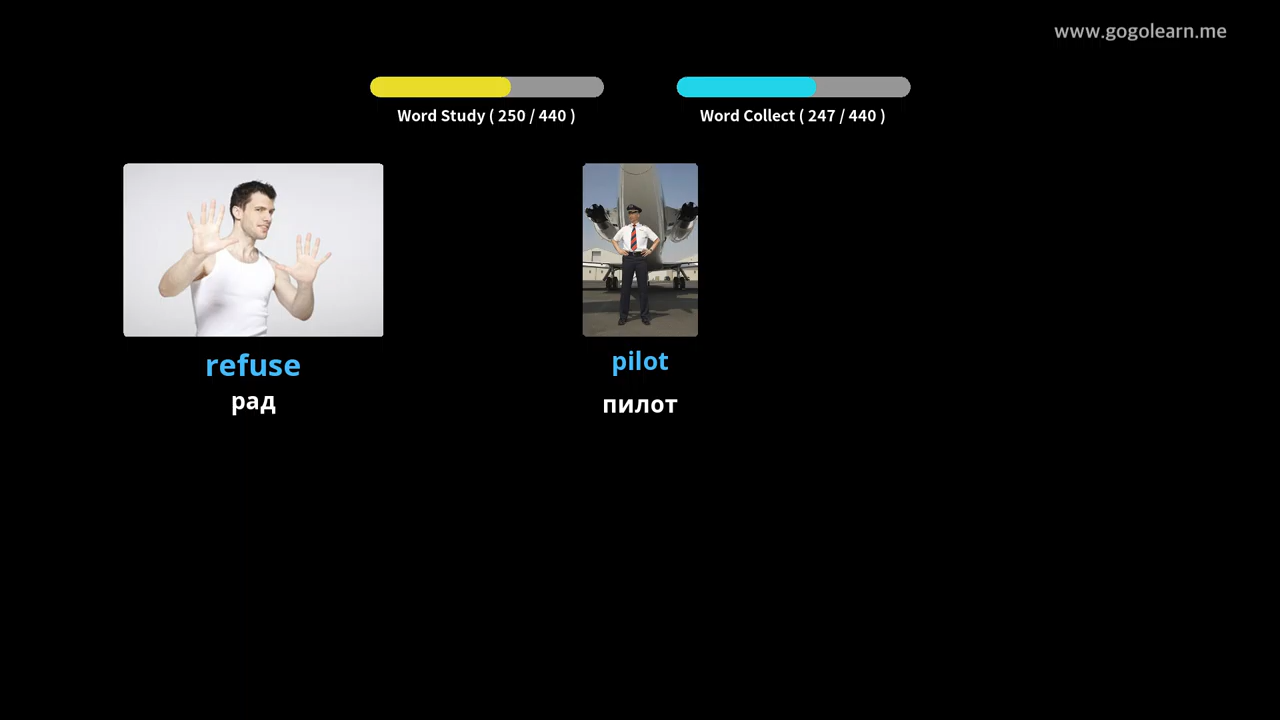 www.gogolearn.me
Word Study ( 250 / 440 )
Word Collect ( 247 / 440 )
refuse
рад
pilot
пилот